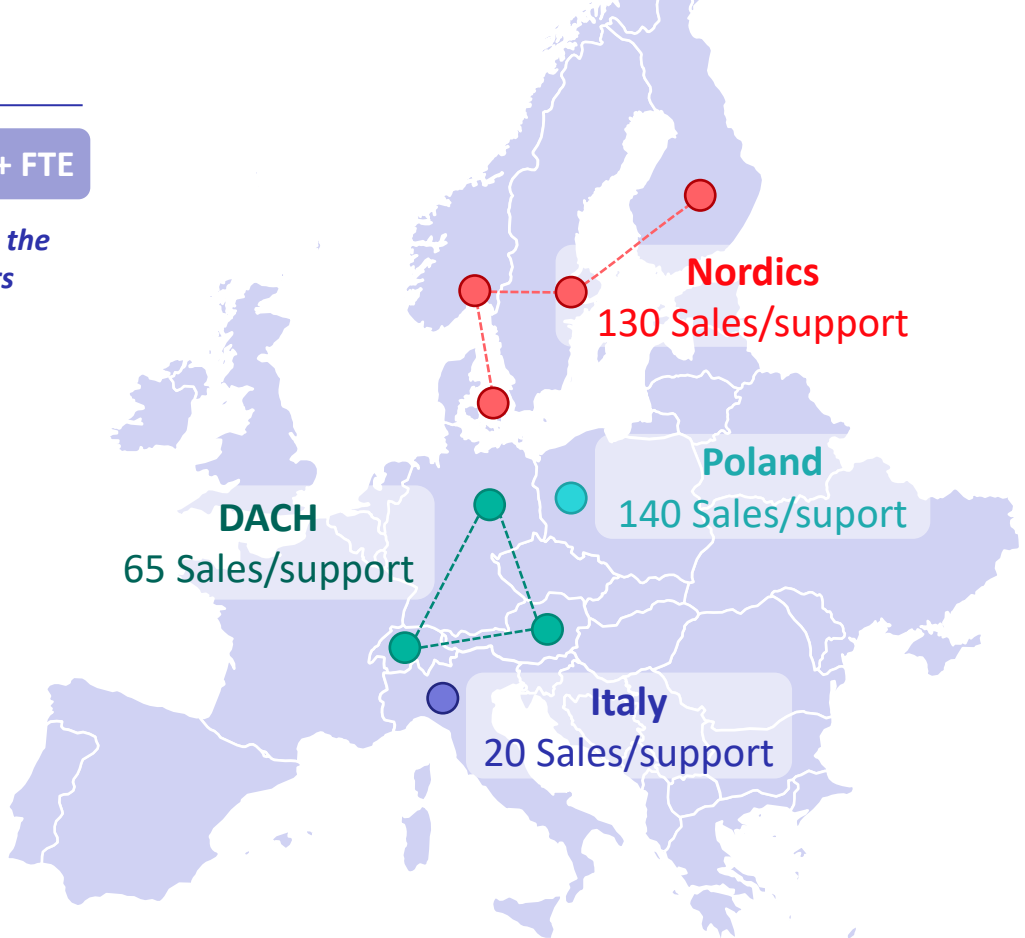 + FTE
the
Nordics
130 Sales/support
Poland
140 Sales/suport
DACH
65 Sales/support
Italy
20 Sales/support